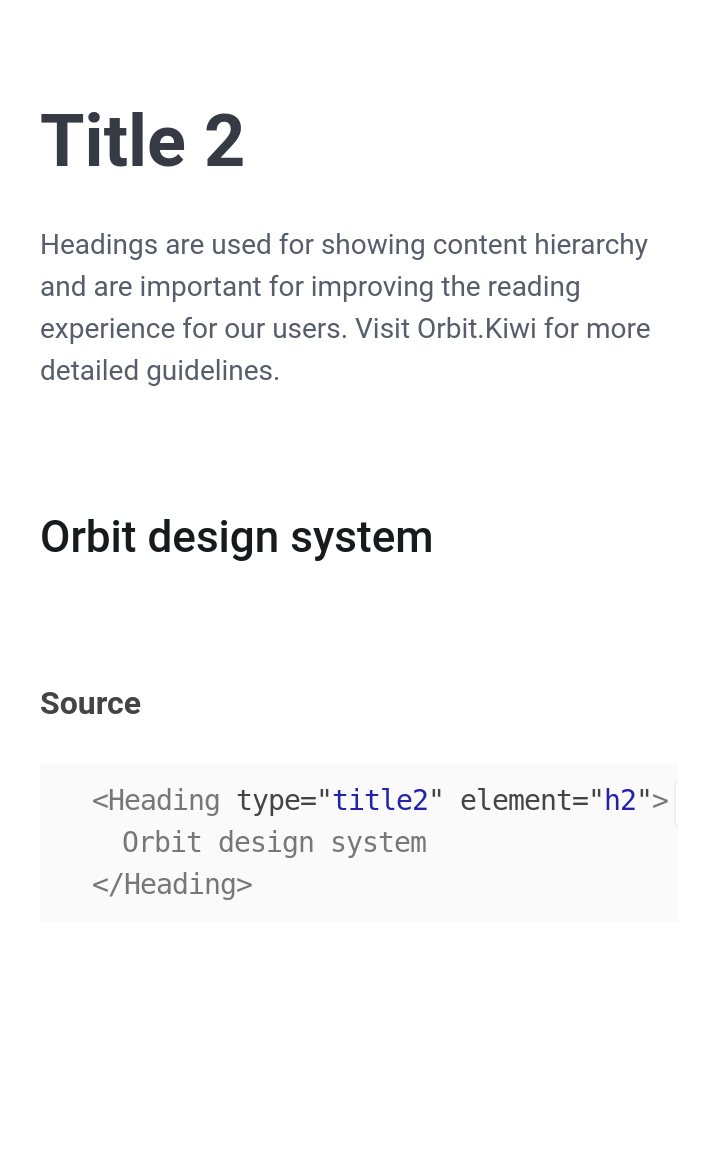 Title 2
Headings are used for showing content hierarchy
and are important for improving the reading
experience for our users. Visit Orbit.Kiwi for more
detailed guidelines.
Orbit design system
Source
<Heading type="title2" element="h2">
Orbit design system
</Heading>